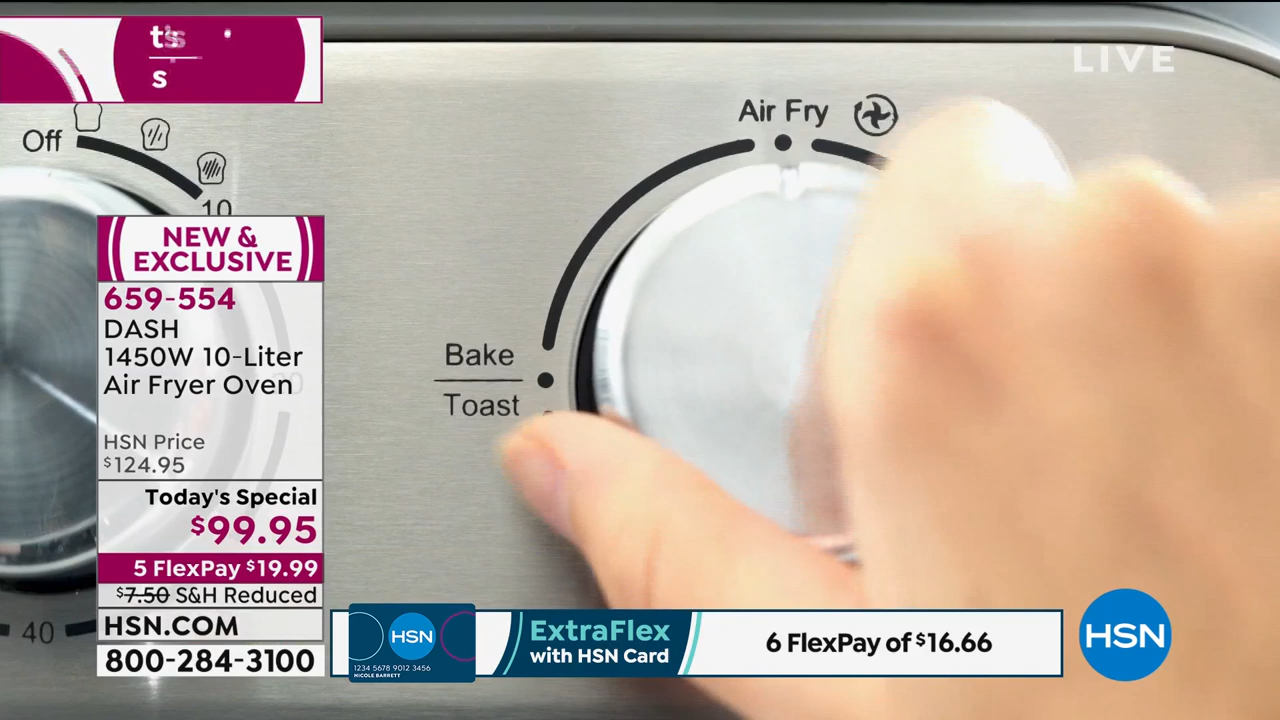 LIVE
Off
10
Air Fry
Bake
Toast
40
NEW &
EXCLUSIVE
659-554
DASH
1450W 10-Liter
Air Fryer Oven
HSN Price
$124.95
Today's Special
$99.95
5 FlexPay $19.99
$7.50 S&H Reduced
HSN.COM
800-284-3100
HSN
1234 5678 9012 3456
NICOLE BARRETT
ExtraFlex
with HSN Card
6 FlexPay of $16.66
HSN